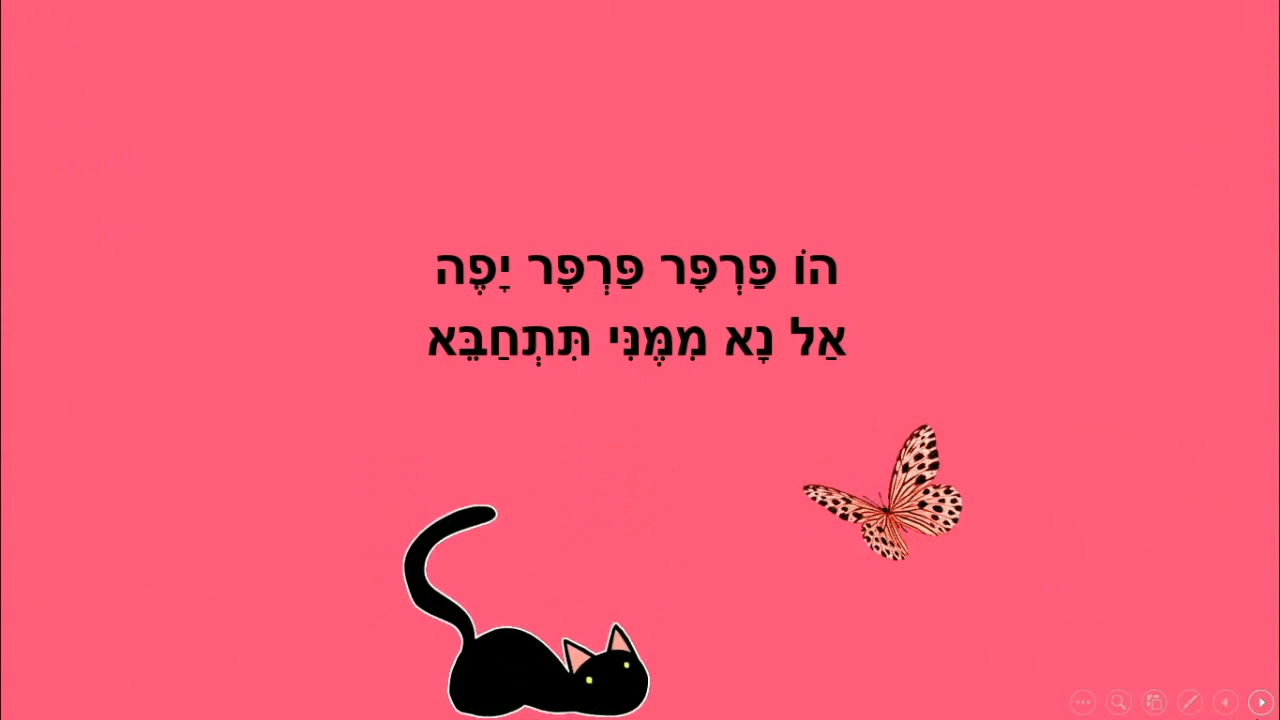 הוֹ פַּרְפָּר פַּרְפָּר יָפֶה
אַל נָא מִמֶּנִּי תִּתְחַבֵּא